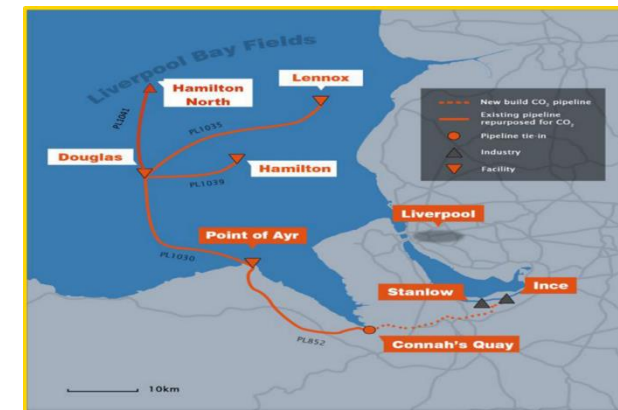 Liverpool Bay Fields
Lennox
Hamilton
North
PL1041
PL1035
New build CO₂ pipeline
Existing pipeline
repurposed for CO₂
Pipeline tie-in
Industry
Facility
Douglas
Hamilton
PL1039
Liverpool
Point of Ayr
PL1030
Stanlow
Ince
PL852
Connah's Quay
10km